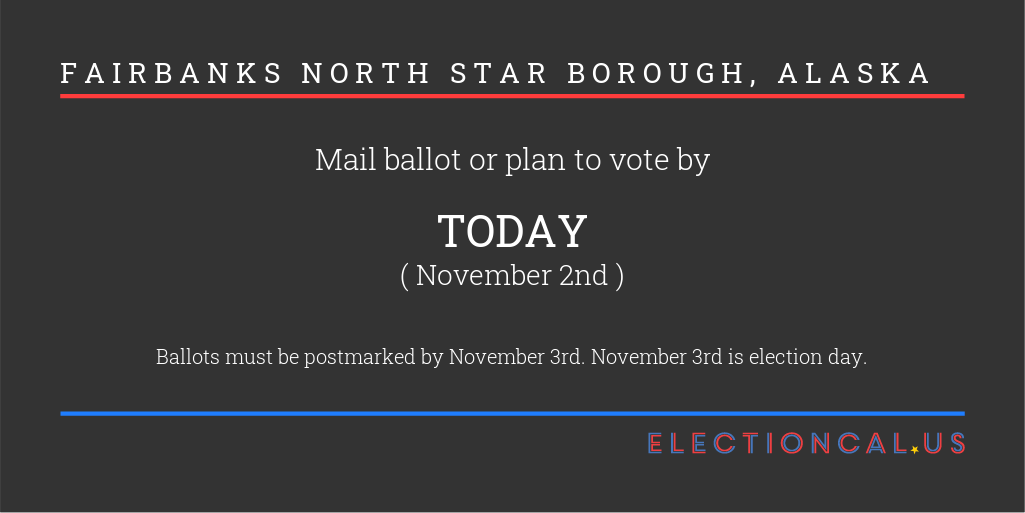 FAIRBANKS NORTH STAR BOROUGH, ALASKA
Mail ballot or plan to vote by
TODAY
( November 2nd )
Ballots must be postmarked by November 3rd. November 3rd is election day.
ELECTIONCAL.US